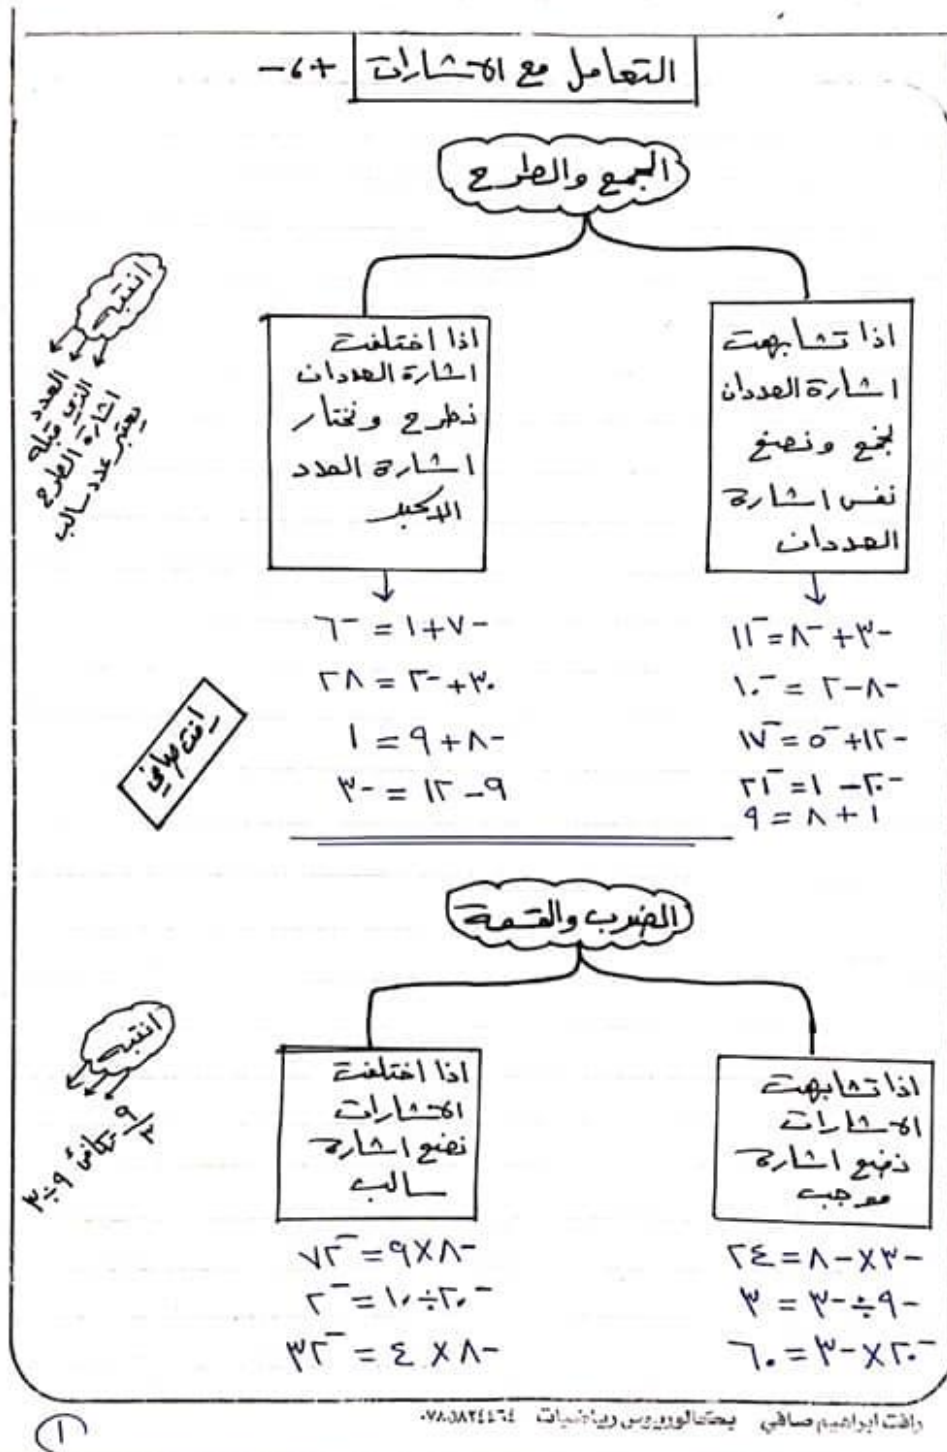 التعامل مع الاشارات + ، -
الجمع والطرح
اذا تشابهت
اشارة العددان
نجمع ونضع
نفس اشارة
العددان
-٣ + -٨ = -١١
-٨ - ٢ = -١٠
-١٢ + -٥ = -١٧
-٢٠ - ١ = -٢١
١ + ٨ = ٩
اذا اختلفت
اشارة العددان
نطرح ونختار
اشارة العدد
الاكبر
-٧ + ١ = -٦
٣٠ + -٢ = ٢٨
-٨ + ٩ = ١
٩ - ١٢ = -٣
انتبه
العدد
الذي قبله
اشارة الطرح
يعتبر عدد سالب
رأفت صافي
الضرب والقسمة
اذا تشابهت
الاشارات
نضع اشارة
موجب
-٣ × -٨ = ٢٤
-٩ ÷ -٣ = ٣
-٢٠ × -٣ = ٦٠
اذا اختلفت
الاشارات
نضع اشارة
سالب
-٨ × ٩ = -٧٢
-٢٠ ÷ ١٠ = -٢
-٨ × ٤ = -٣٢
انتبه
٩/٣ تكافئ ٩ ÷ ٣
رافت ابراهيم صافي بكالوريوس رياضيات
١